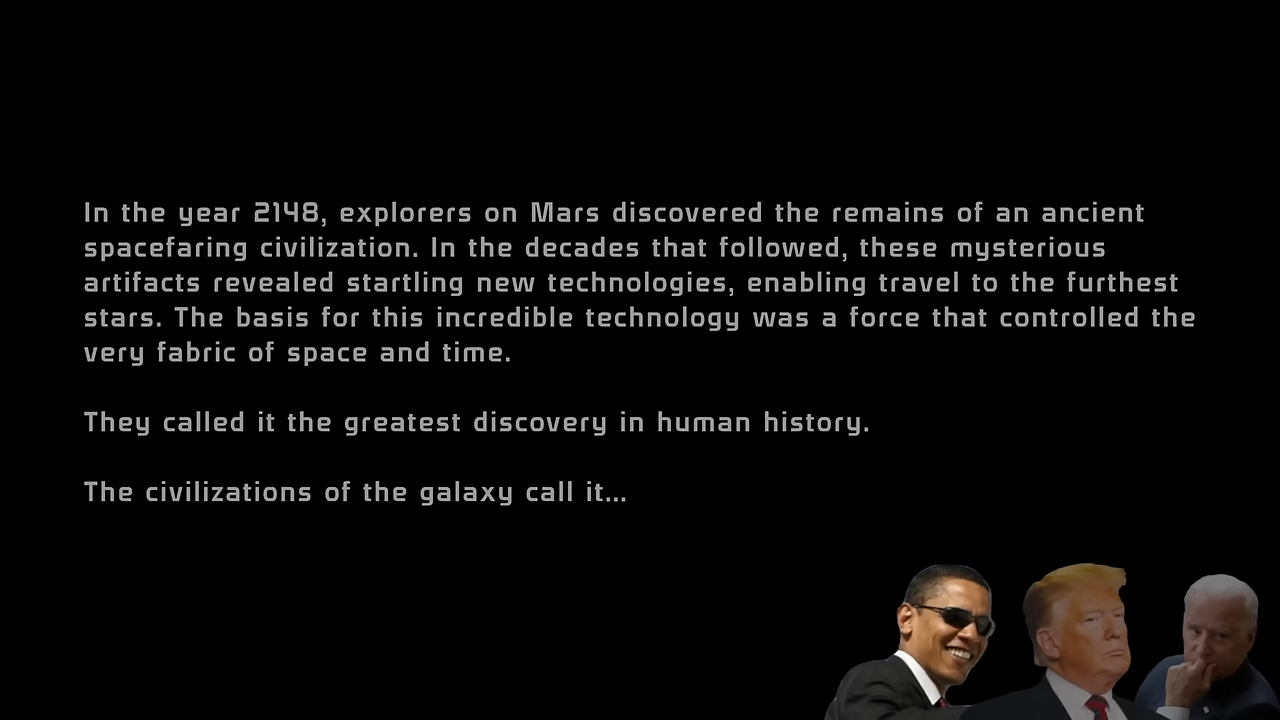 In the year 2148, explorers on Mars discovered the remains of an ancient
spacefaring civilization. In the decades that followed, these mysterious
artifacts revealed startling new technologies, enabling travel to the furthest
stars. The basis for this incredible technology was a force that controlled the
very fabric of space and time.
They called it the greatest discovery in human history.
The civilizations of the galaxy call it...